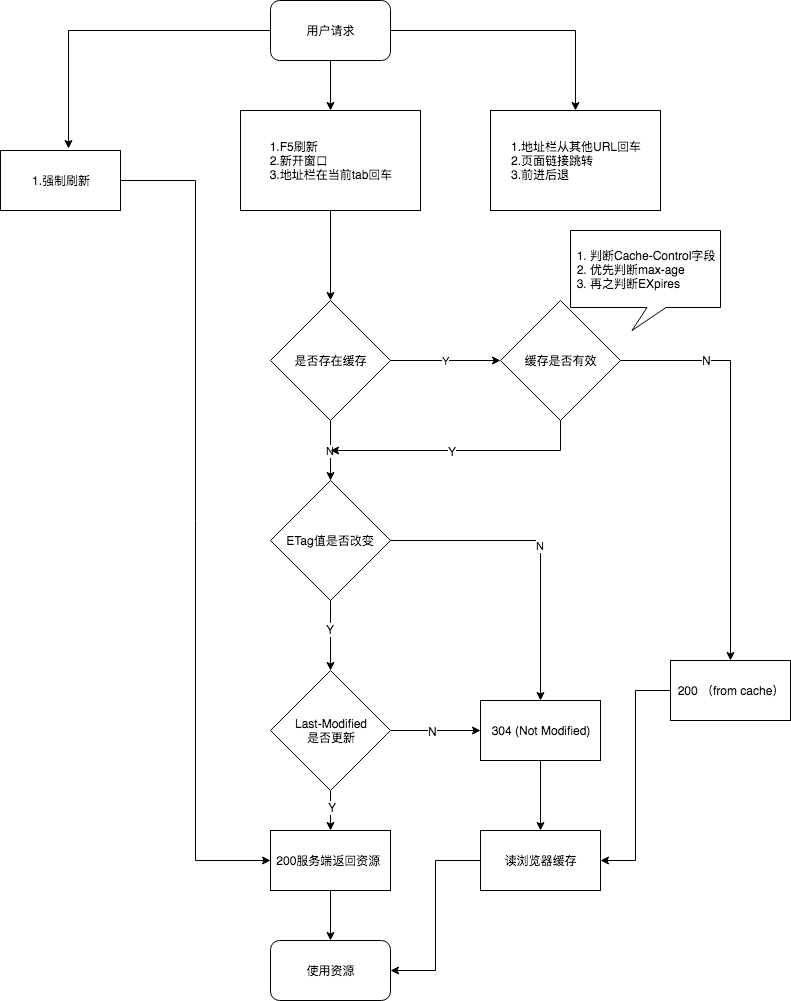 用户请求
1.强制刷新
1.F5刷新
2.新开窗口
3.地址栏在当前tab回车
1.地址栏从其他URL回车
2.页面链接跳转
3.前进后退
1. 判断Cache-Control字段
2. 优先判断max-age
3. 再之判断EXpires
是否存在缓存
Y
缓存是否有效
N
N
Y
ETag值是否改变
N
Y
Last-Modified
是否更新
N
304 (Not Modified)
200 （from cache）
Y
200服务端返回资源
读浏览器缓存
使用资源